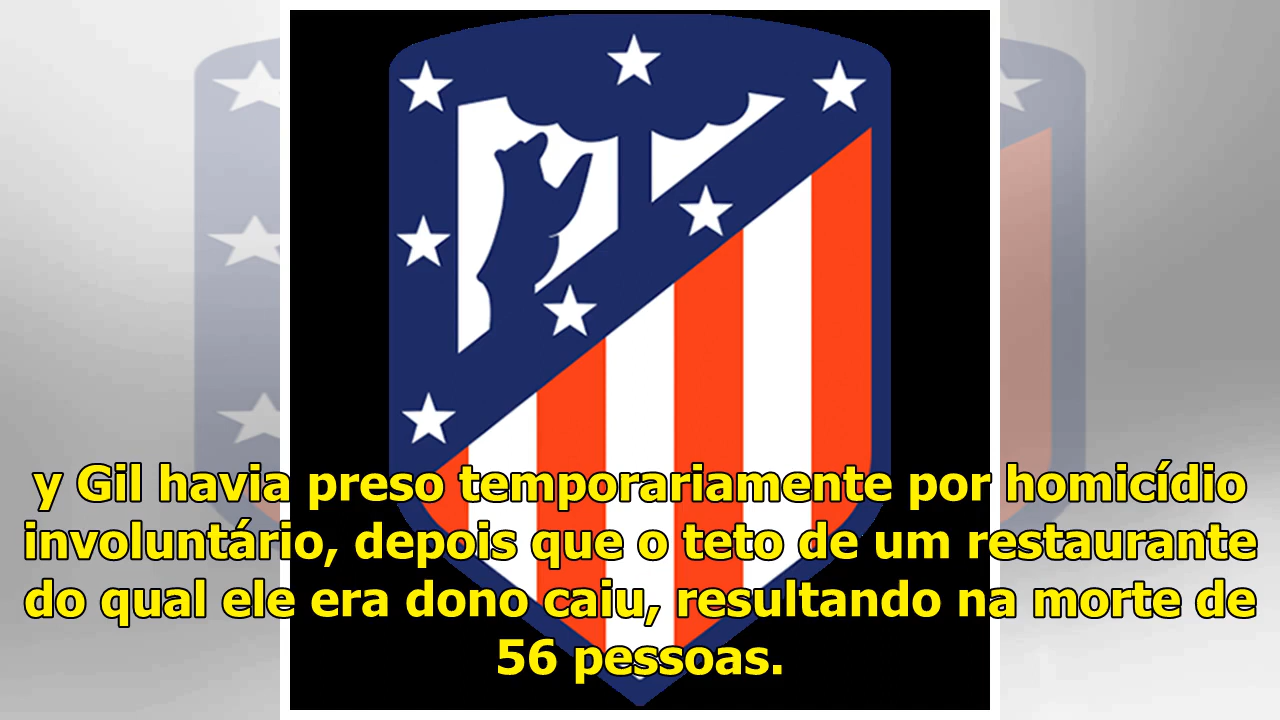 y Gil havia preso temporariamente por homicídio
involuntário, depois que o teto de um restaurante
do qual ele era dono caiu, resultando na morte de
56 pessoas.